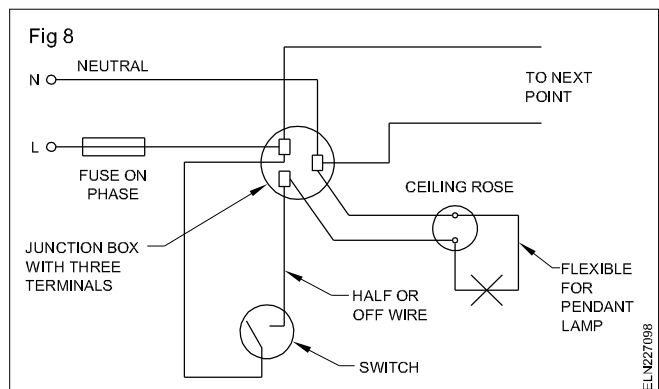 Fig 8
N
NEUTRAL
TO NEXT
POINT
L
FUSE ON
PHASE
CEILING ROSE
JUNCTION BOX
WITH THREE
TERMINALS
HALF OR
OFF WIRE
FLEXIBLE
FOR
PENDANT
LAMP
SWITCH
ELN227098